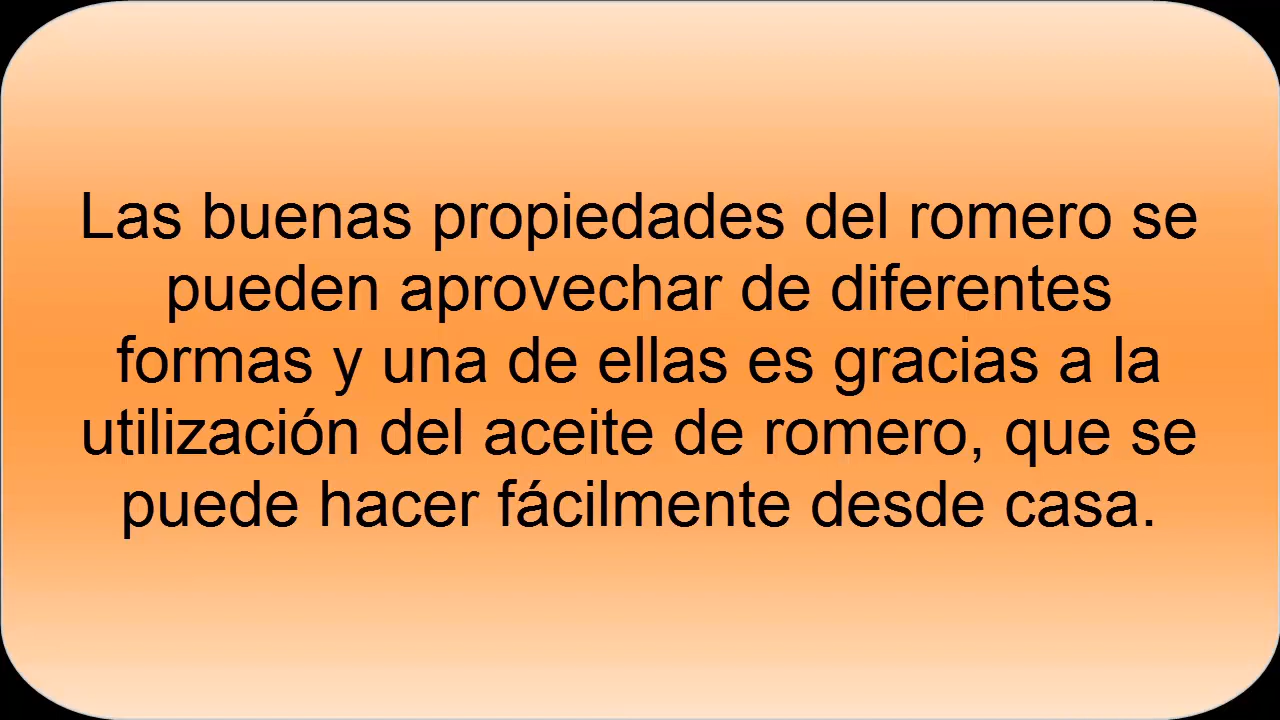 Las buenas propiedades del romero se
pueden aprovechar de diferentes
formas y una de ellas es gracias a la
utilización del aceite de romero, que se
puede hacer fácilmente desde casa.